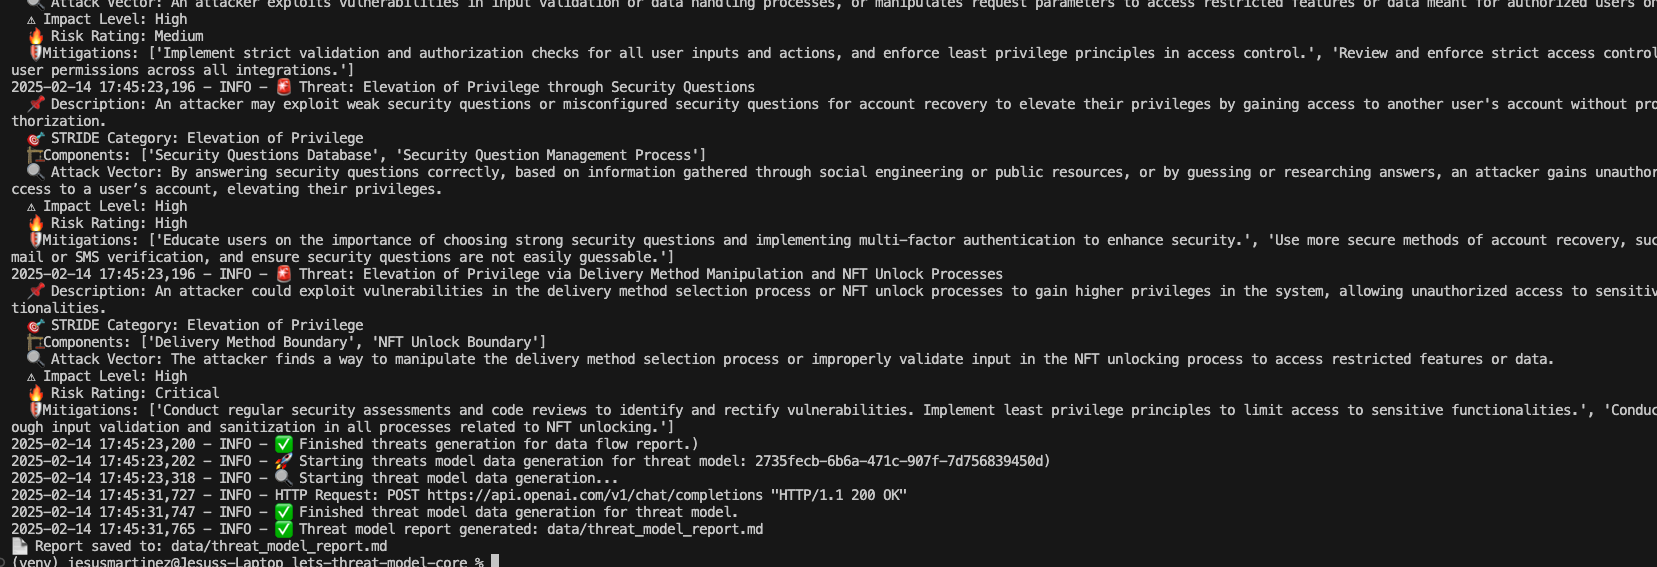 🔍 Attack Vector: An attacker exploits vulnerabilities in input validation or data handling processes, or manipulates request parameters to access restricted features or data meant for authorized users
⚠ Impact Level: High
🔥 Risk Rating: Medium
🛡Mitigations: ['Implement strict validation and authorization checks for all user inputs and actions, and enforce least privilege principles in access control.', 'Review and enforce strict access control
user permissions across all integrations.']
2025-02-14 17:45:23,196 - INFO - 🚨 Threat: Elevation of Privilege through Security Questions
📌 Description: An attacker may exploit weak security questions or misconfigured security questions for account recovery to elevate their privileges by gaining access to another user's account without pro
thorization.
🎯 STRIDE Category: Elevation of Privilege
🏗Components: ['Security Questions Database', 'Security Question Management Process']
🔍 Attack Vector: By answering security questions correctly, based on information gathered through social engineering or public resources, or by guessing or researching answers, an attacker gains unauthor
ccess to a user’s account, elevating their privileges.
⚠ Impact Level: High
🔥 Risk Rating: High
🛡Mitigations: ['Educate users on the importance of choosing strong security questions and implementing multi-factor authentication to enhance security.', 'Use more secure methods of account recovery, suc
mail or SMS verification, and ensure security questions are not easily guessable.']
2025-02-14 17:45:23,196 - INFO - 🚨 Threat: Elevation of Privilege via Delivery Method Manipulation and NFT Unlock Processes
📌 Description: An attacker could exploit vulnerabilities in the delivery method selection process or NFT unlock processes to gain higher privileges in the system, allowing unauthorized access to sensitiv
tionalities.
🎯 STRIDE Category: Elevation of Privilege
🏗Components: ['Delivery Method Boundary', 'NFT Unlock Boundary']
🔍 Attack Vector: The attacker finds a way to manipulate the delivery method selection process or improperly validate input in the NFT unlocking process to access restricted features or data.
⚠ Impact Level: High
🔥 Risk Rating: Critical
🛡Mitigations: ['Conduct regular security assessments and code reviews to identify and rectify vulnerabilities. Implement least privilege principles to limit access to sensitive functionalities.', 'Conduc
ough input validation and sanitization in all processes related to NFT unlocking.']
2025-02-14 17:45:23,200 - INFO - ✅ Finished threats generation for data flow report.)
2025-02-14 17:45:23,202 - INFO - 🚀 Starting threats model data generation for threat model: 2735fecb-6b6a-471c-907f-7d756839450d)
2025-02-14 17:45:23,318 - INFO - 🔍 Starting threat model data generation...
2025-02-14 17:45:31,727 - INFO - HTTP Request: POST https://api.openai.com/v1/chat/completions "HTTP/1.1 200 OK"
2025-02-14 17:45:31,747 - INFO - ✅ Finished threat model data generation for threat model.
2025-02-14 17:45:31,765 - INFO - ✅ Threat model report generated: data/threat_model_report.md
📄 Report saved to: data/threat_model_report.md
(venv) jesusmartinez@Jesuss-Laptop lets-threat-model-core %